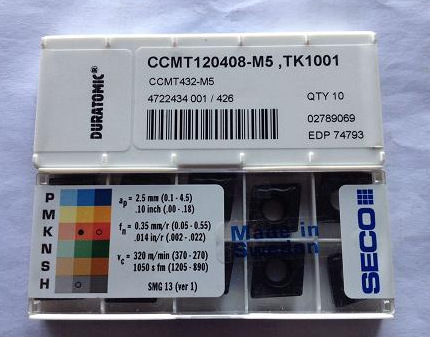 DURATOMIC®
CCMT120408-M5 ,TK1001
CCMT432-M5
4722434 001 / 426
QTY 10
02789069
EDP 74793
P
M
K
N
S
H
ap = 2.5 mm (0.1 - 4.5)
.10 inch (.00 - .18)
fn = 0.35 mm/r (0.05 - 0.55)
.014 in/r (.002 - .022)
vc = 320 m/min (370 - 270)
1050 s fm (1205 - 890)
SMG 13 (ver 1)
Made in
Sweden
SECO